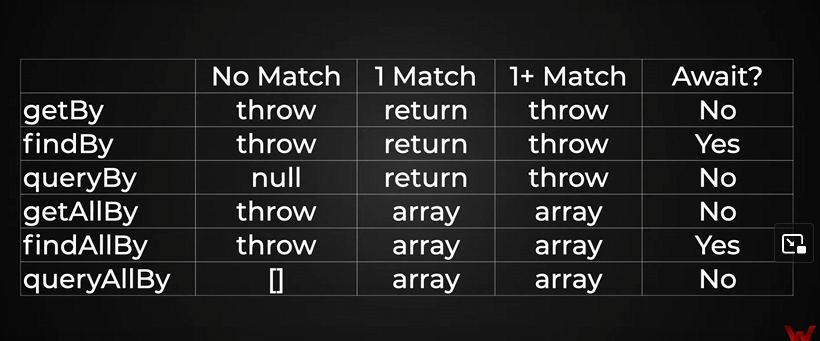 No Match 1 Match 1+ Match Await?
getBy throw return throw No
findBy throw return throw Yes
queryBy null return throw No
getAllBy throw array array No
findAllBy throw array array Yes
queryAllBy [] array array No
W